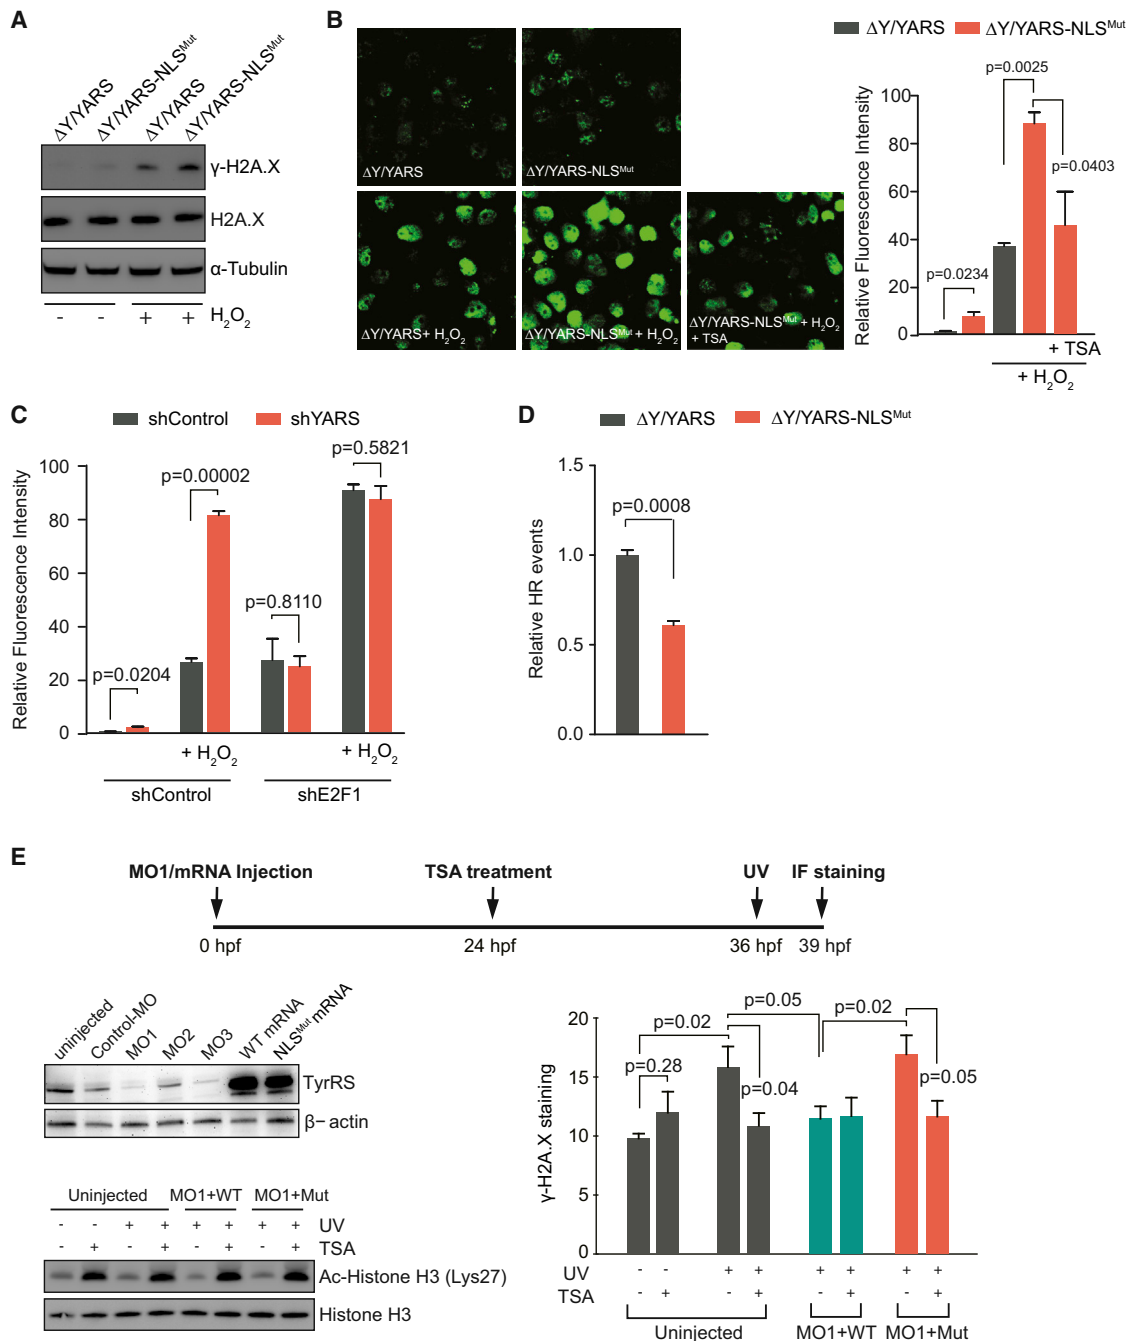 A
ΔY/YARS
ΔY/YARS-NLSMut
ΔY/YARS
ΔY/YARS-NLSMut
γ-H2A.X
H2A.X
α-Tubulin
- - + + H2O2
B
ΔY/YARS
ΔY/YARS-NLSMut
ΔY/YARS+ H2O2
ΔY/YARS-NLSMut + H2O2
ΔY/YARS-NLSMut + H2O2
+ TSA
ΔY/YARS ΔY/YARS-NLSMut
Relative Fluorescence Intensity
100
80
60
40
20
0
p=0.0025
p=0.0403
p=0.0234
+ TSA
+ H2O2
C
shControl shYARS
Relative Fluorescence Intensity
100
80
60
40
20
0
p=0.5821
p=0.00002
p=0.8110
p=0.0204
+ H2O2 + H2O2
shControl shE2F1
D
ΔY/YARS ΔY/YARS-NLSMut
Relative HR events
1.5
1.0
0.5
0.0
p=0.0008
E
MO1/mRNA Injection TSA treatment UV IF staining
0 hpf 24 hpf 36 hpf 39 hpf
uninjected
Control-MO
MO1
MO2
MO3
WT mRNA
NLSMut mRNA
TyrRS
β- actin
Uninjected MO1+WT MO1+Mut
- - + + + + + + UV
- + - + - + - + TSA
Ac-Histone H3 (Lys27)
Histone H3
γ-H2A.X staining
20
15
10
5
0
p=0.05
p=0.02
p=0.02
p=0.28
p=0.04
p=0.05
UV - - + + + + + +
TSA - + - + - + - +
Uninjected MO1+WT MO1+Mut